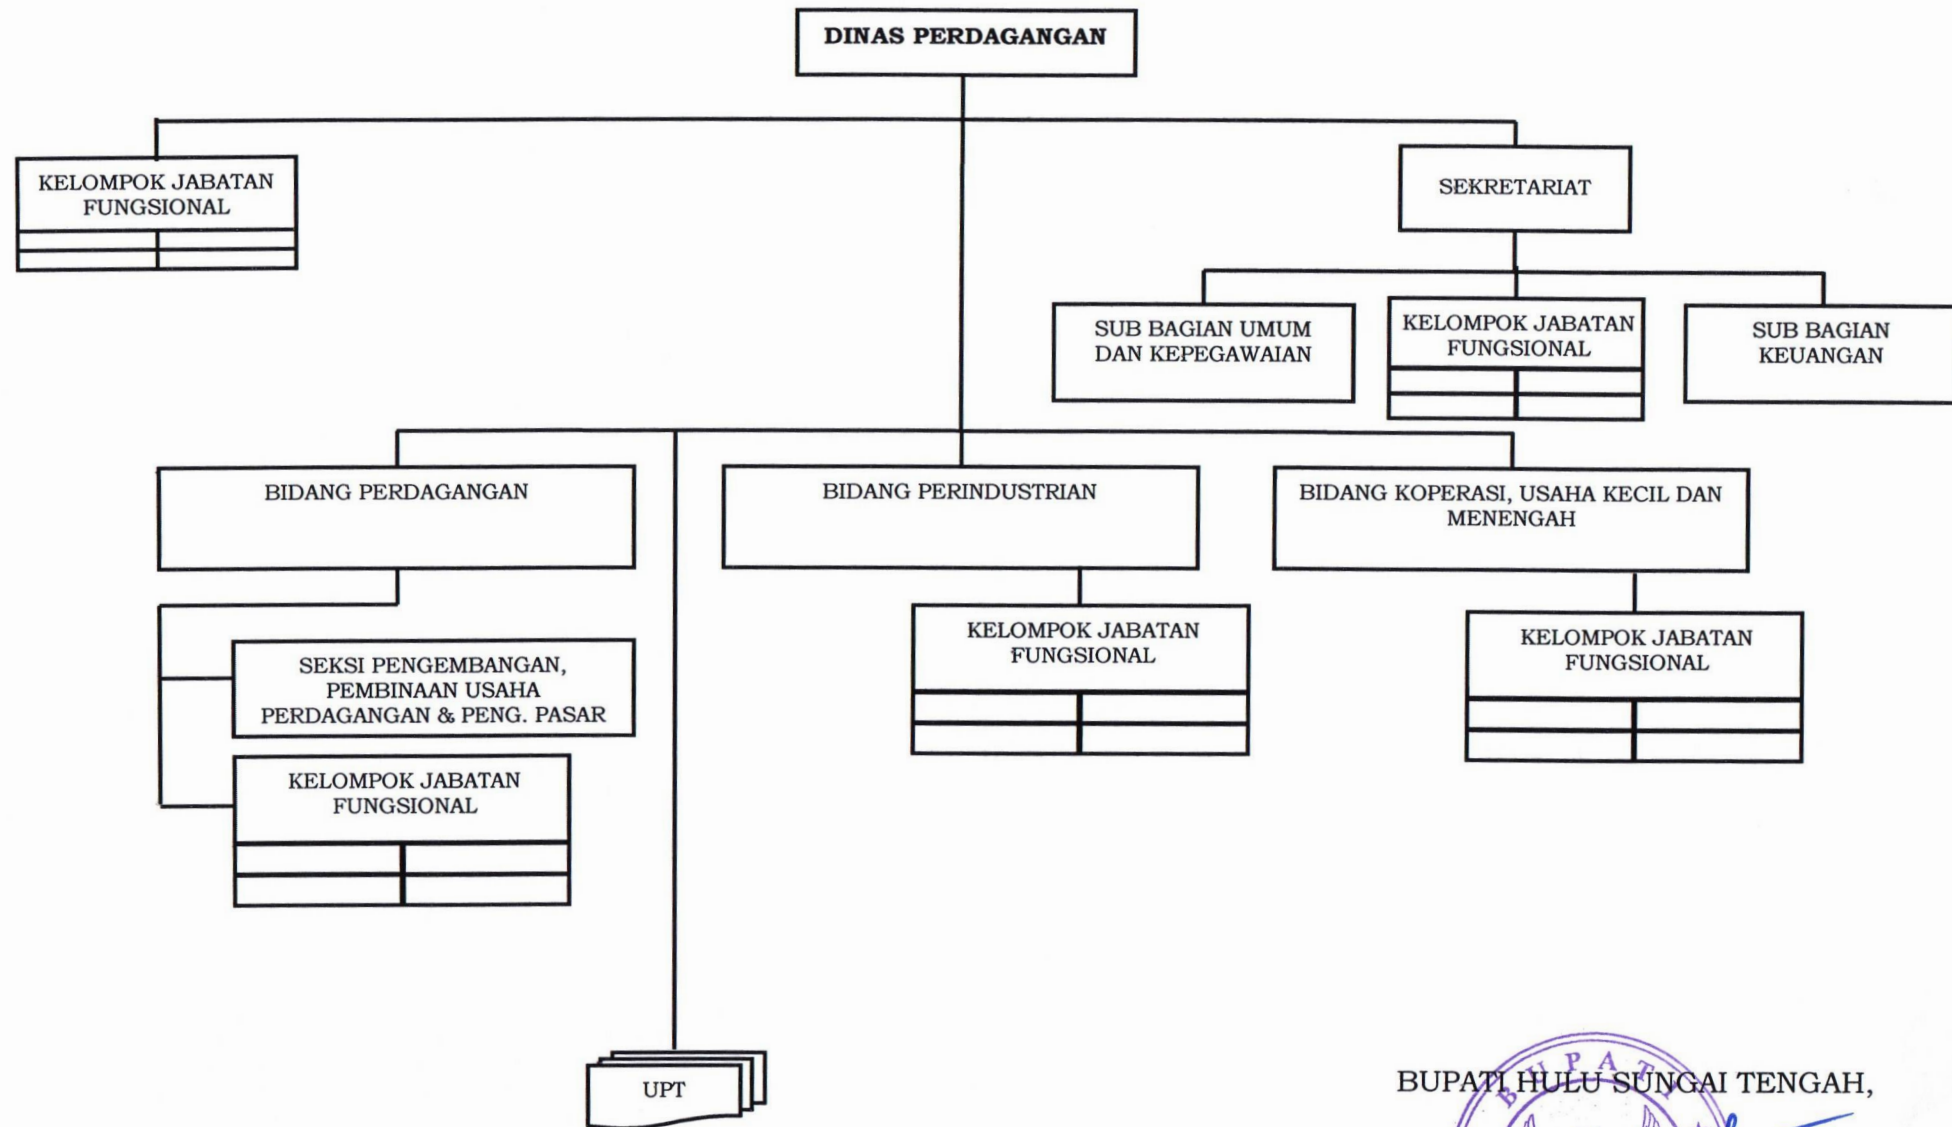 DINAS PERDAGANGAN
KELOMPOK JABATAN
FUNGSIONAL
SEKRETARIAT
SUB BAGIAN UMUM
DAN KEPEGAWAIAN
KELOMPOK JABATAN
FUNGSIONAL
SUB BAGIAN
KEUANGAN
BIDANG PERDAGANGAN
BIDANG PERINDUSTRIAN
BIDANG KOPERASI, USAHA KECIL DAN
MENENGAH
SEKSI PENGEMBANGAN,
PEMBINAAN USAHA
PERDAGANGAN & PENG. PASAR
KELOMPOK JABATAN
FUNGSIONAL
KELOMPOK JABATAN
FUNGSIONAL
KELOMPOK JABATAN
FUNGSIONAL
UPT
BUPATI HULU SUNGAI TENGAH,
BUPATI